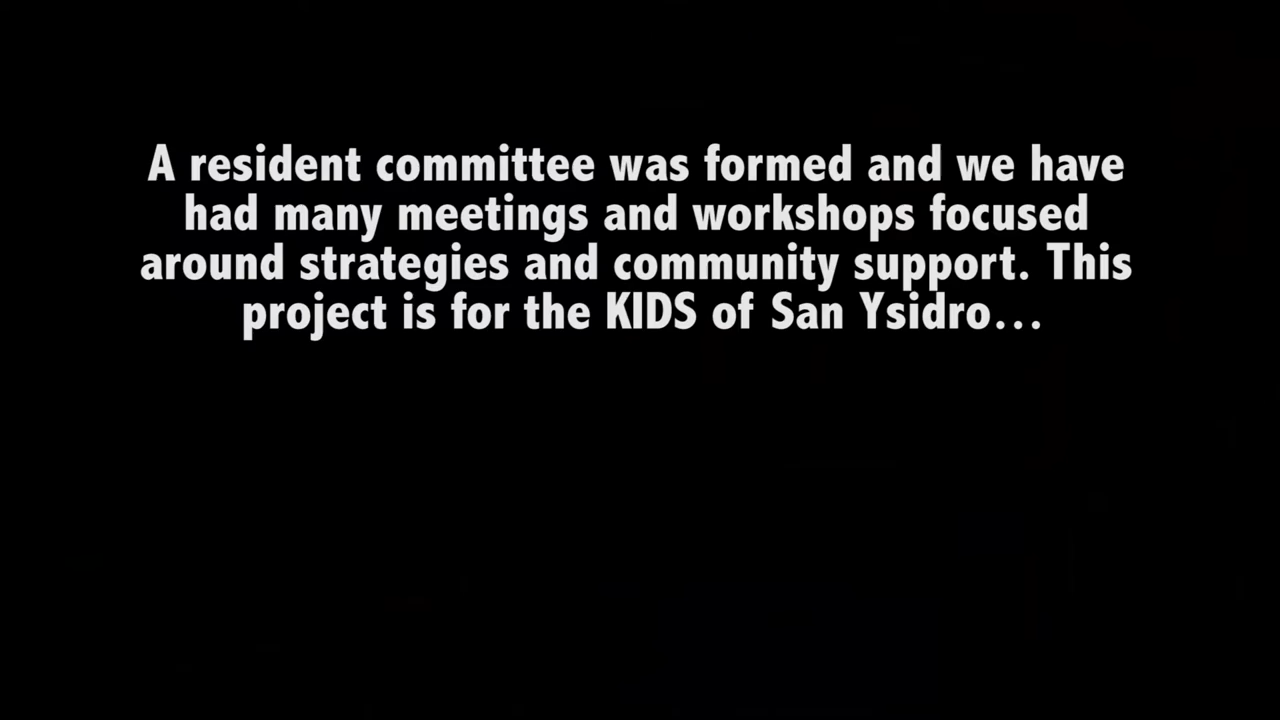 A resident committee was formed and we have
had many meetings and workshops focused
around strategies and community support. This
project is for the KIDS of San Ysidro…